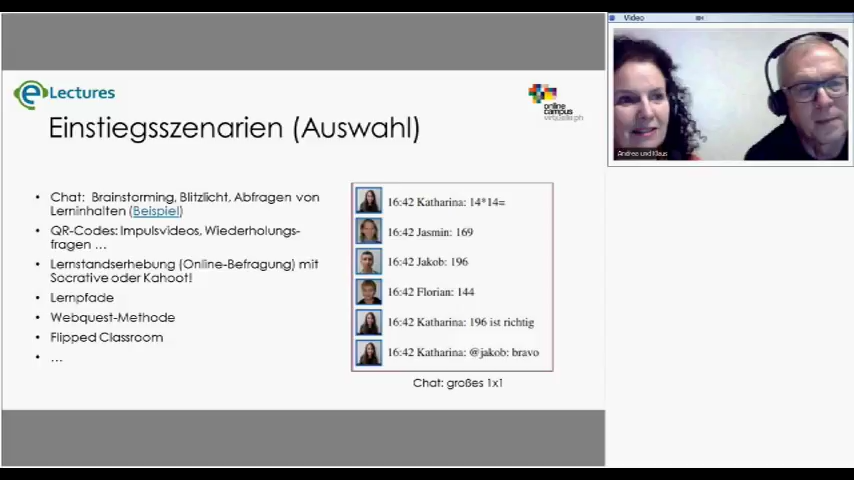 Video
eLectures
online
campus
virtuelle ph
Einstiegsszenarien (Auswahl)
• Chat: Brainstorming, Blitzlicht, Abfragen von
Lerninhalten (Beispiel)
• QR-Codes: Impulsvideos, Wiederholungs-
fragen ...
• Lernstandserhebung (Online-Befragung) mit
Socrative oder Kahoot!
• Lernpfade
• Webquest-Methode
• Flipped Classroom
• ...
16:42 Katharina: 14*14=
16:42 Jasmin: 169
16:42 Jakob: 196
16:42 Florian: 144
16:42 Katharina: 196 ist richtig
16:42 Katharina: @jakob: bravo
Chat: großes 1x1
Andrea und Klaus